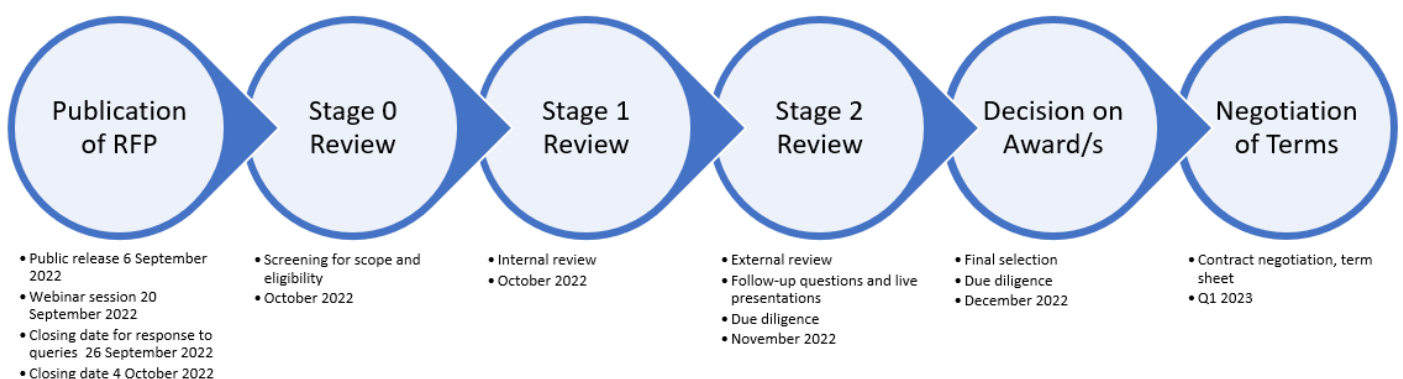 Publication
of RFP
Stage 0
Review
Stage 1
Review
Stage 2
Review
Decision on
Award/s
Negotiation
of Terms
• Public release 6 September
2022
• Webinar session 20
September 2022
• Closing date for response to
queries  26 September 2022
• Closing date 4 October 2022
• Screening for scope and
eligibility
• October 2022
• Internal review
• October 2022
• External review
• Follow-up questions and live
presentations
• Due diligence
• November 2022
• Final selection
• Due diligence
• December 2022
• Contract negotiation, term
sheet
• Q1 2023